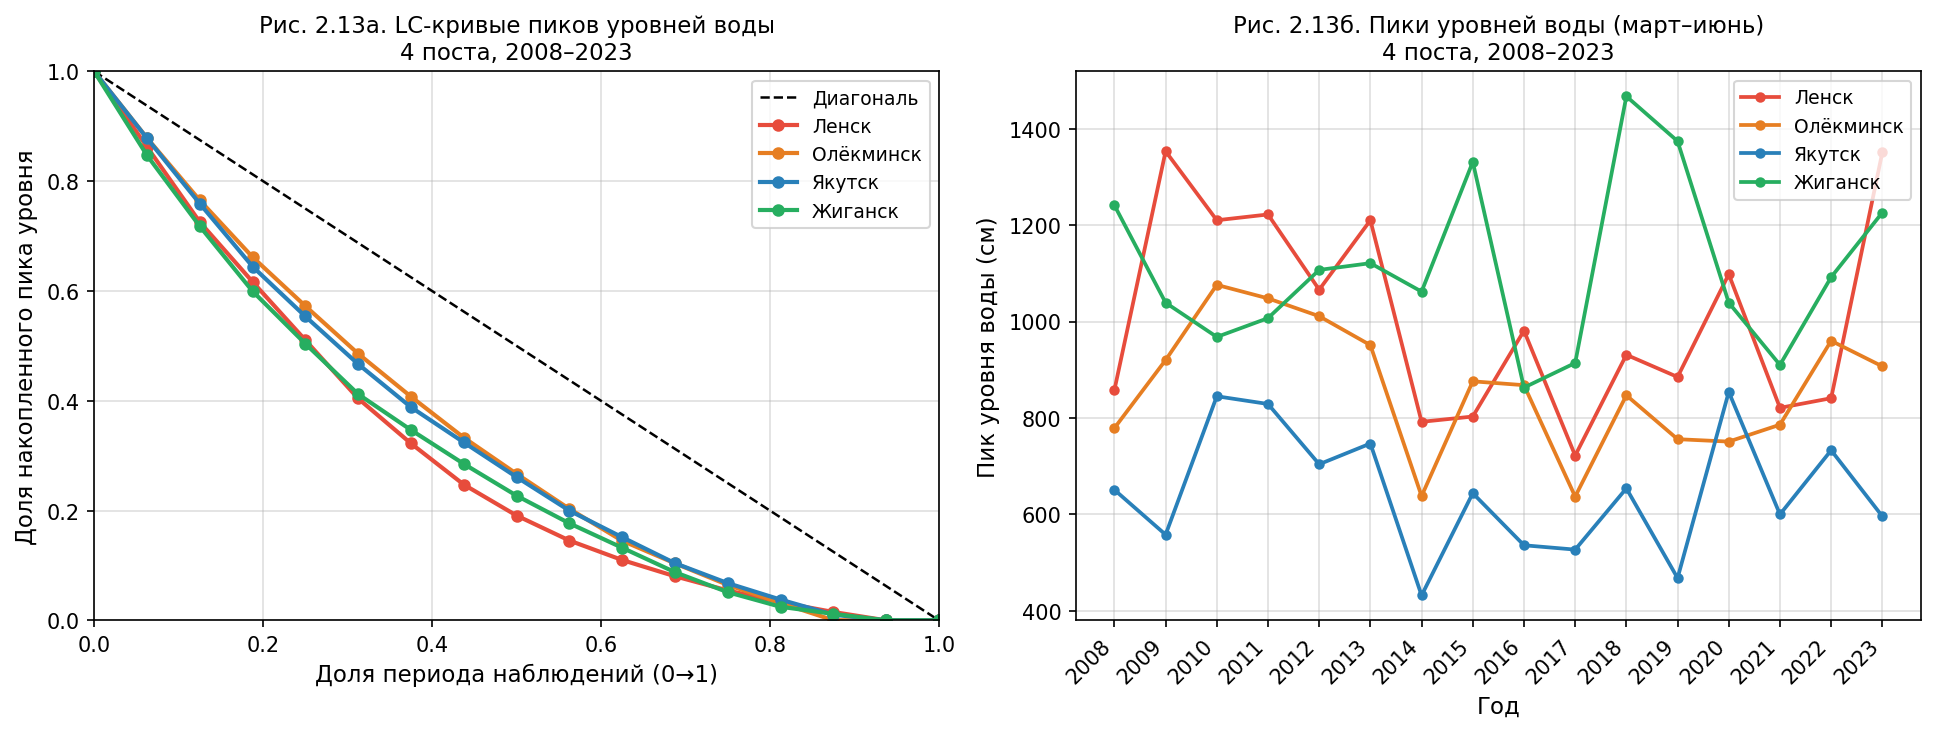 Рис. 2.13а. LC-кривые пиков уровней воды
4 поста, 2008–2023
Доля накопленного пика уровня
1.0
0.8
0.6
0.4
0.2
0.0
0.0 0.2 0.4 0.6 0.8 1.0
Доля периода наблюдений (0→1)
Диагональ
Ленск
Олёкминск
Якутск
Жиганск
Рис. 2.13б. Пики уровней воды (март–июнь)
4 поста, 2008–2023
Пик уровня воды (см)
1400
1200
1000
800
600
400
2008 2009 2010 2011 2012 2013 2014 2015 2016 2017 2018 2019 2020 2021 2022 2023
Год
Ленск
Олёкминск
Якутск
Жиганск